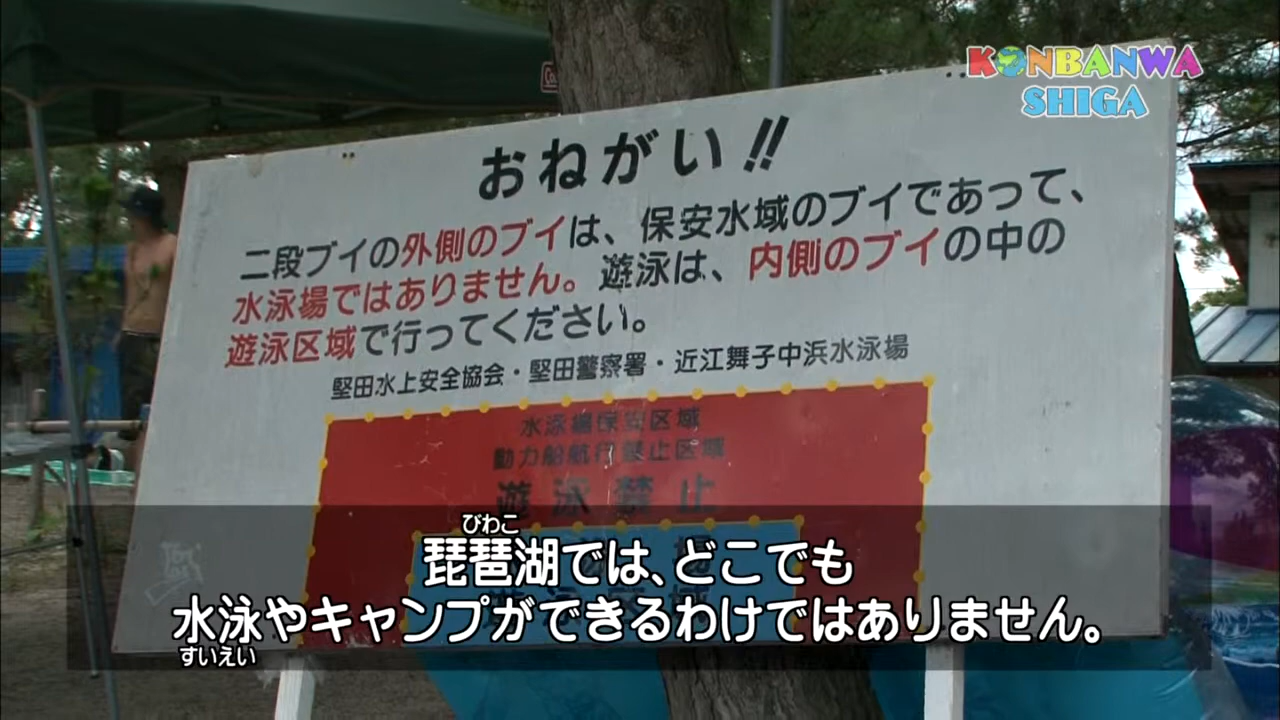 KONBANWA
SHIGA
おねがい!!
二段ブイの外側のブイは、保安水域のブイであって、
水泳場ではありません。遊泳は、内側のブイの中の
遊泳区域で行ってください。
堅田水上安全協会・堅田警察署・近江舞子中浜水泳場
水泳場保安区域
動力船航行禁止区域
遊泳禁止
びわこ
琵琶湖では、どこでも
水泳やキャンプができるわけではありません。
すいえい